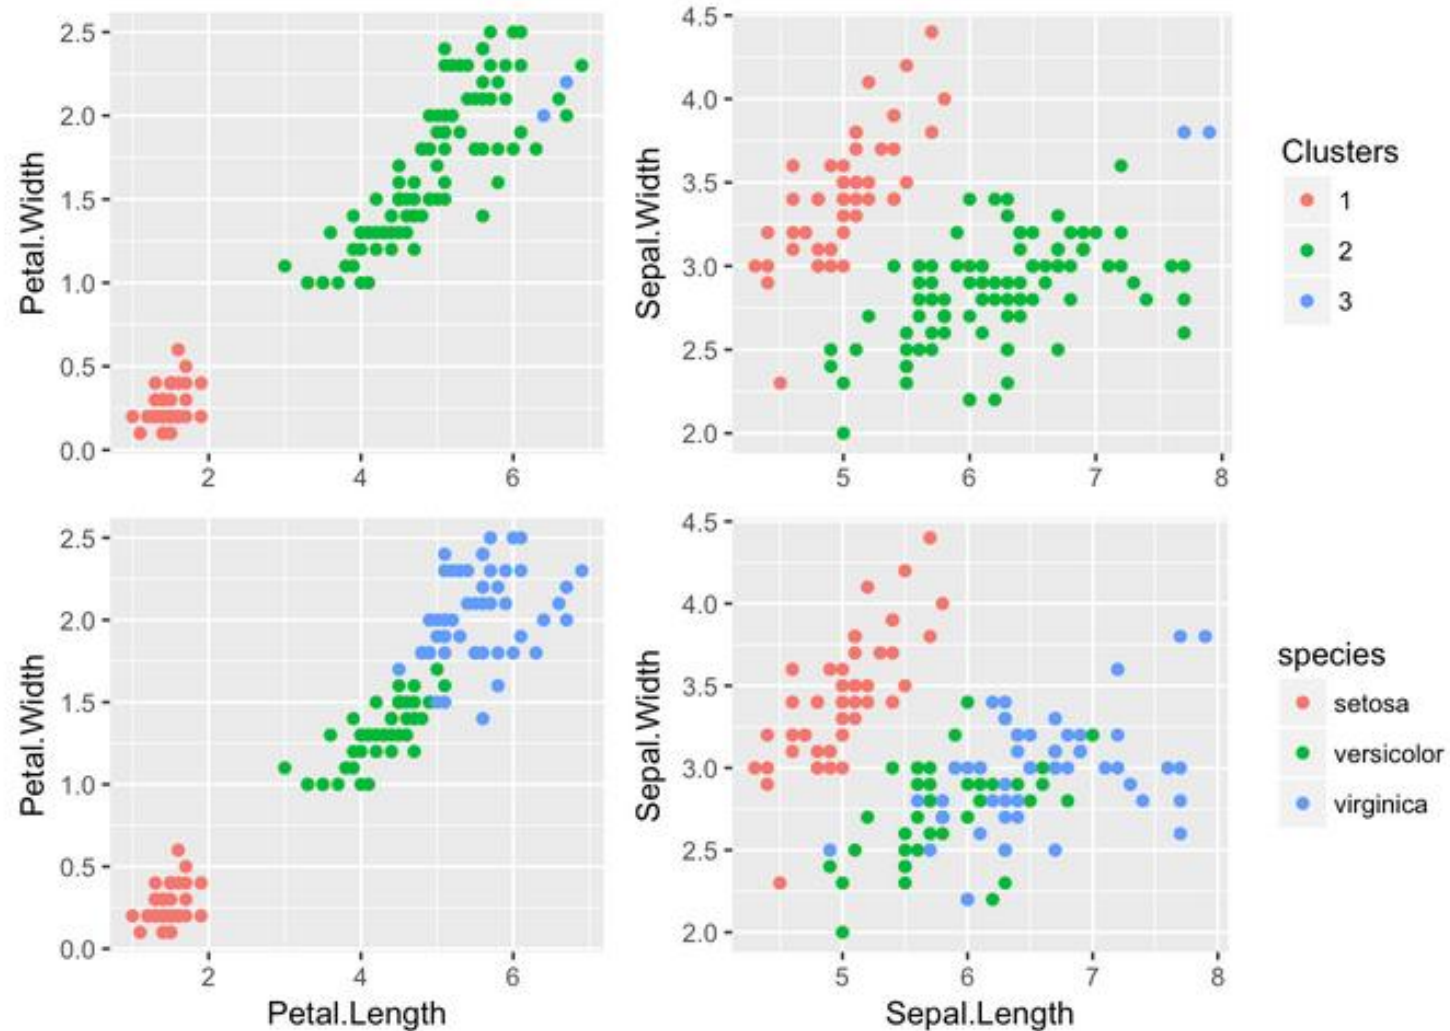 Petal.Width
2.5
2.0
1.5
1.0
0.5
0.0
2 4 6
Sepal.Width
4.5
4.0
3.5
3.0
2.5
2.0
5 6 7 8
Clusters
1
2
3
Petal.Width
2.5
2.0
1.5
1.0
0.5
0.0
2 4 6
Petal.Length
Sepal.Width
4.5
4.0
3.5
3.0
2.5
2.0
5 6 7 8
Sepal.Length
species
setosa
versicolor
virginica